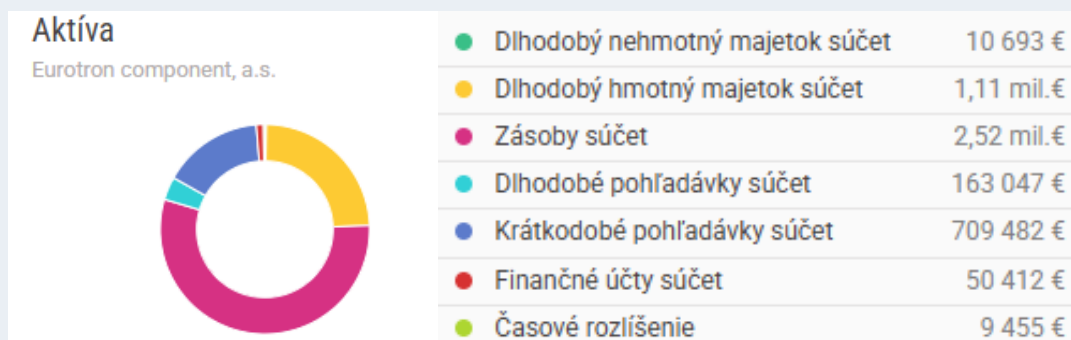 Aktíva
Eurotron component, a.s.
Dlhodobý nehmotný majetok súčet 10 693 €
Dlhodobý hmotný majetok súčet 1,11 mil.€
Zásoby súčet 2,52 mil.€
Dlhodobé pohľadávky súčet 163 047 €
Krátkodobé pohľadávky súčet 709 482 €
Finančné účty súčet 50 412 €
Časové rozlíšenie 9 455 €